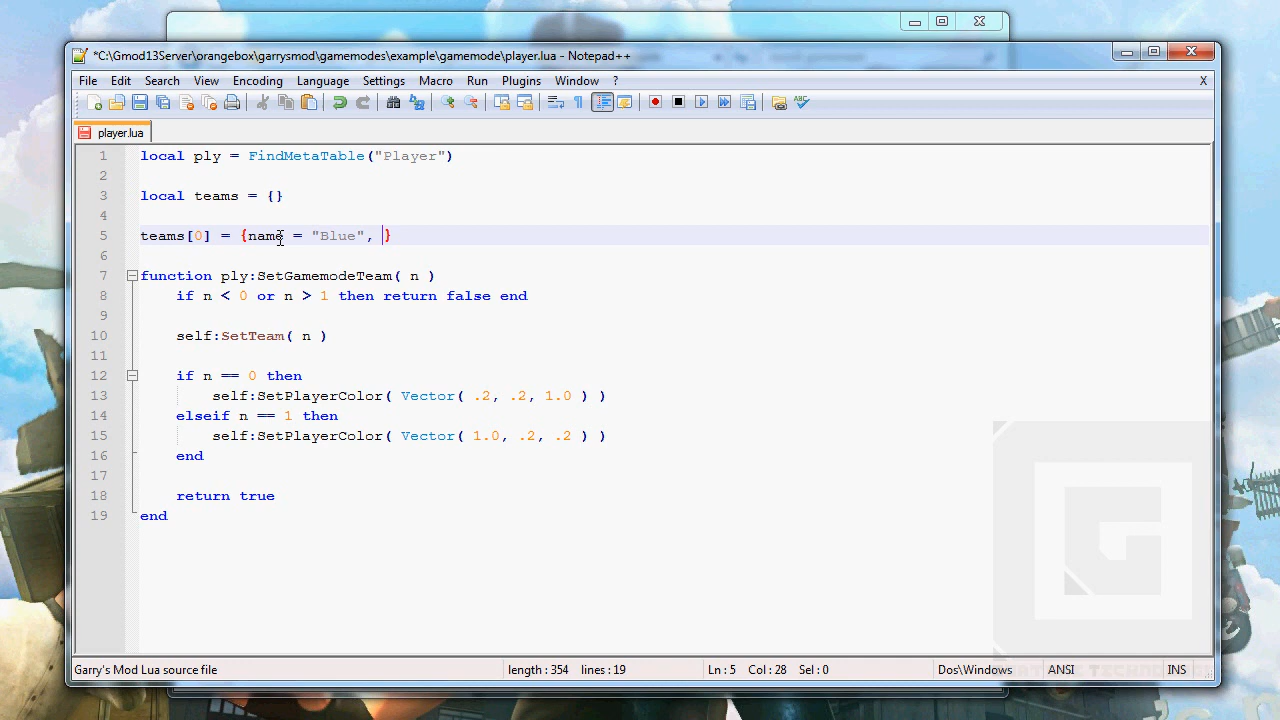 *C:\Gmod13Server\orangebox\garrysmod\gamemodes\example\gamemode\player.lua - Notepad++
File Edit Search View Encoding Language Settings Macro Run Plugins Window ? X
player.lua
1 local ply = FindMetaTable("Player")
2
3 local teams = {}
4
5 teams[0] = {name = "Blue", }
6
7 function ply:SetGamemodeTeam( n )
8 if n < 0 or n > 1 then return false end
9
10 self:SetTeam( n )
11
12 if n == 0 then
13 self:SetPlayerColor( Vector( .2, .2, 1.0 ) )
14 elseif n == 1 then
15 self:SetPlayerColor( Vector( 1.0, .2, .2 ) )
16 end
17
18 return true
19 end
Garry's Mod Lua source file length : 354 lines : 19 Ln : 5 Col : 28 Sel : 0 Dos\Windows ANSI INS